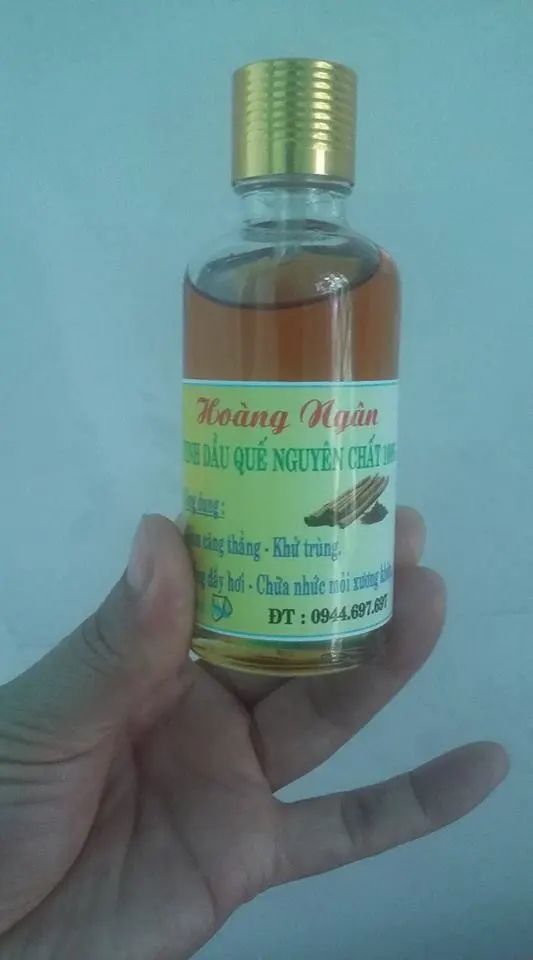 Hoàng Ngân
DẦU QUẾ NGUYÊN CHẤT
dụng :
căng thẳng - Khử trùng.
đầy hơi - Chữa nhức mỏi xương
ĐT : 0944.697.697